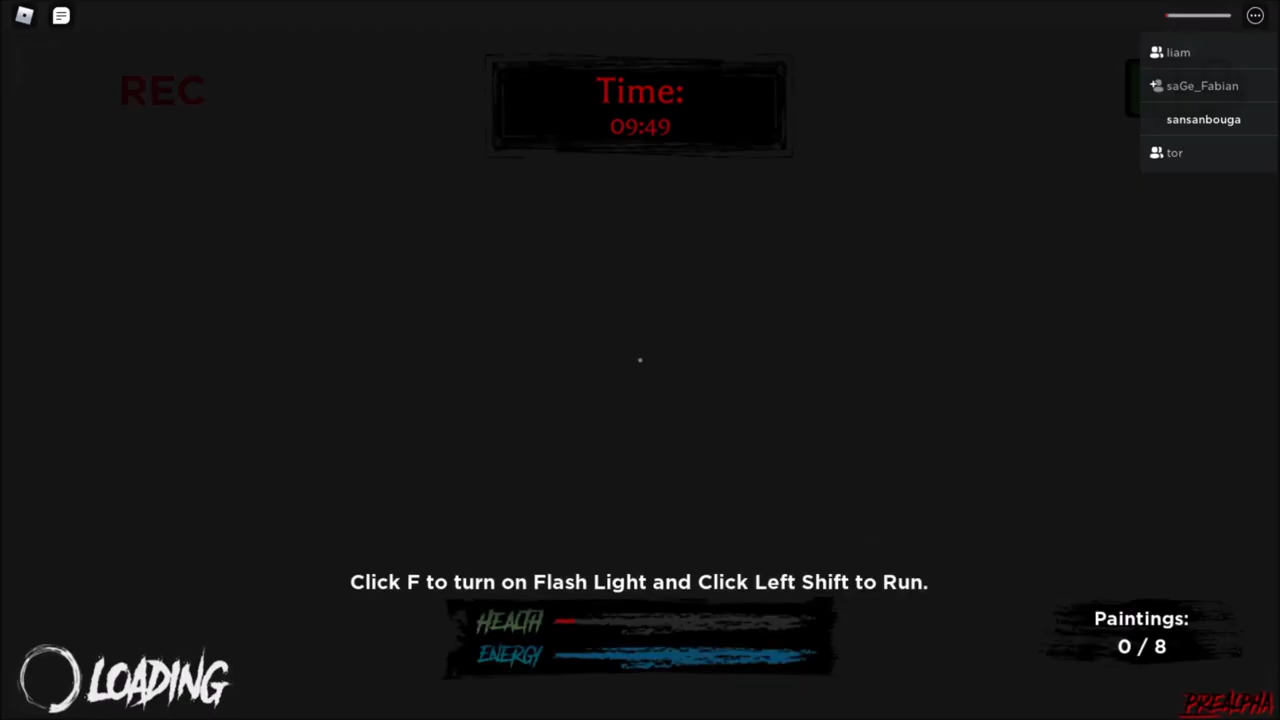 REC
Time:
09:49
liam
saGe_Fabian
sansanbouga
tor
Click F to turn on Flash Light and Click Left Shift to Run.
HEALTH
ENERGY
Paintings:
0 / 8
LOADING
PREALPHA